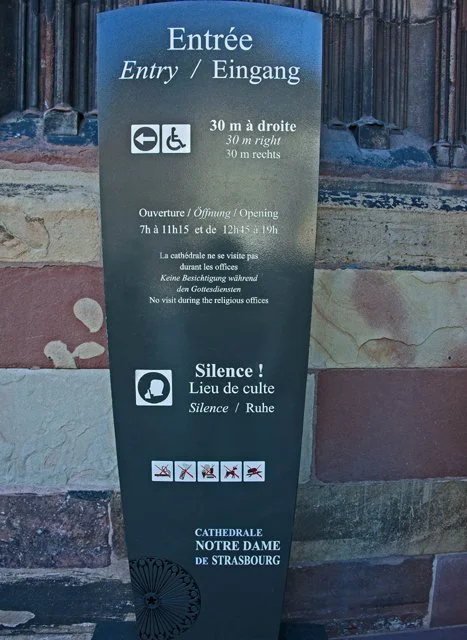 Entrée
Entry / Eingang
30 m à droite
30 m right
30 m rechts
Ouverture / Öffnung / Opening
7h à 11h15 et de 12h45 à 19h
La cathédrale ne se visite pas
durant les offices
Keine Besichtigung während
den Gottesdiensten
No visit during the religious offices
Silence !
Lieu de culte
Silence / Ruhe
CATHEDRALE
NOTRE DAME
DE STRASBOURG